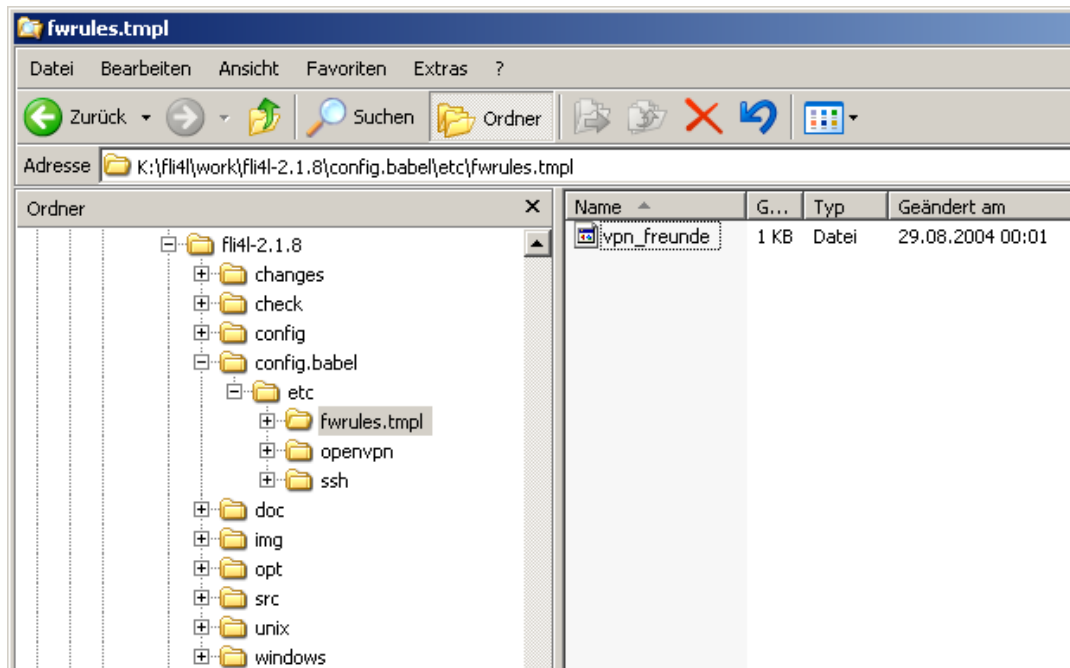 fwrules.tmpl
Datei Bearbeiten Ansicht Favoriten Extras ?
Zurück Suchen Ordner
Adresse K:\fli4l\work\fli4l-2.1.8\config.babel\etc\fwrules.tmpl
Ordner x
fli4l-2.1.8
changes
check
config
config.babel
etc
fwrules.tmpl
openvpn
ssh
doc
img
opt
src
unix
windows
Name G... Typ Geändert am
vpn_freunde 1 KB Datei 29.08.2004 00:01